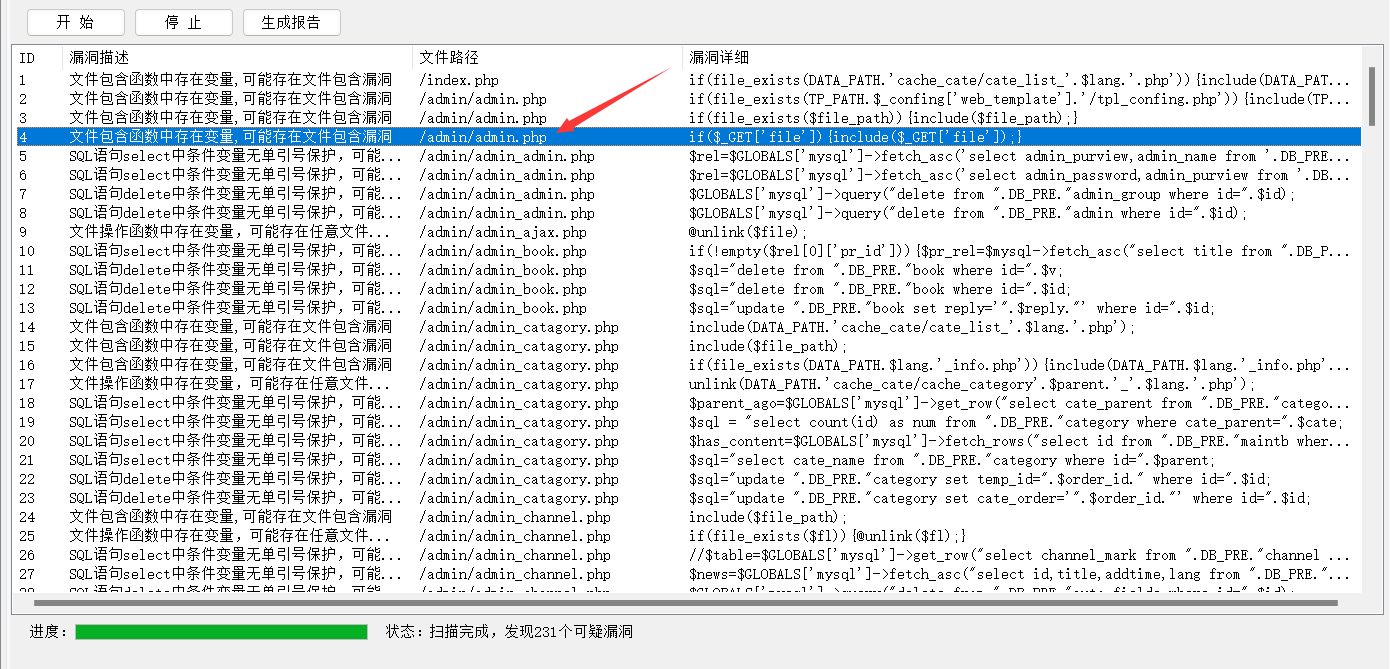 开 始 停 止 生成报告
ID 漏洞描述 文件路径 漏洞详细
1 文件包含函数中存在变量,可能存在文件包含漏洞 /index.php if(file_exists(DATA_PATH.'cache_cate/cate_list_'.$lang.'.php')){include(DATA_PAT...
2 文件包含函数中存在变量,可能存在文件包含漏洞 /admin/admin.php if(file_exists(TP_PATH.$_confing['web_template'].'/tpl_confing.php')){include(TP...
3 文件包含函数中存在变量,可能存在文件包含漏洞 /admin/admin.php if(file_exists($file_path)){include($file_path);}
4 文件包含函数中存在变量,可能存在文件包含漏洞 /admin/admin.php if($_GET['file']){include($_GET['file']);}
5 SQL语句select中条件变量无单引号保护，可能... /admin/admin_admin.php $rel=$GLOBALS['mysql']->fetch_asc('select admin_purview,admin_name from '.DB_PRE...
6 SQL语句select中条件变量无单引号保护，可能... /admin/admin_admin.php $rel=$GLOBALS['mysql']->fetch_asc('select admin_password,admin_purview from '.DB...
7 SQL语句delete中条件变量无单引号保护，可能... /admin/admin_admin.php $GLOBALS['mysql']->query("delete from ".DB_PRE."admin_group where id=".$id);
8 SQL语句delete中条件变量无单引号保护，可能... /admin/admin_admin.php $GLOBALS['mysql']->query("delete from ".DB_PRE."admin where id=".$id);
9 文件操作函数中存在变量，可能存在任意文件... /admin/admin_ajax.php @unlink($file);
10 SQL语句select中条件变量无单引号保护，可能... /admin/admin_book.php if(!empty($rel[0]['pr_id'])){$pr_rel=$mysql->fetch_asc("select title from ".DB_P...
11 SQL语句delete中条件变量无单引号保护，可能... /admin/admin_book.php $sql="delete from ".DB_PRE."book where id=".$v;
12 SQL语句delete中条件变量无单引号保护，可能... /admin/admin_book.php $sql="delete from ".DB_PRE."book where id=".$id;
13 SQL语句delete中条件变量无单引号保护，可能... /admin/admin_book.php $sql="update ".DB_PRE."book set reply='".$reply."' where id=".$id;
14 文件包含函数中存在变量,可能存在文件包含漏洞 /admin/admin_catagory.php include(DATA_PATH.'cache_cate/cate_list_'.$lang.'.php');
15 文件包含函数中存在变量,可能存在文件包含漏洞 /admin/admin_catagory.php include($file_path);
16 文件包含函数中存在变量,可能存在文件包含漏洞 /admin/admin_catagory.php if(file_exists(DATA_PATH.$lang.'_info.php')){include(DATA_PATH.$lang.'_info.php'...
17 文件操作函数中存在变量，可能存在任意文件... /admin/admin_catagory.php unlink(DATA_PATH.'cache_cate/cache_category'.$parent.'_'.$lang.'.php');
18 SQL语句select中条件变量无单引号保护，可能... /admin/admin_catagory.php $parent_ago=$GLOBALS['mysql']->get_row("select cate_parent from ".DB_PRE."catego...
19 SQL语句select中条件变量无单引号保护，可能... /admin/admin_catagory.php $sql = "select count(id) as num from ".DB_PRE."category where cate_parent=".$cate;
20 SQL语句select中条件变量无单引号保护，可能... /admin/admin_catagory.php $has_content=$GLOBALS['mysql']->fetch_rows("select id from ".DB_PRE."maintb wher...
21 SQL语句select中条件变量无单引号保护，可能... /admin/admin_catagory.php $sql="select cate_name from ".DB_PRE."category where id=".$parent;
22 SQL语句delete中条件变量无单引号保护，可能... /admin/admin_catagory.php $sql="update ".DB_PRE."category set temp_id=".$order_id." where id=".$id;
23 SQL语句delete中条件变量无单引号保护，可能... /admin/admin_catagory.php $sql="update ".DB_PRE."category set cate_order='".$order_id."' where id=".$id;
24 文件包含函数中存在变量,可能存在文件包含漏洞 /admin/admin_channel.php include($file_path);
25 文件操作函数中存在变量，可能存在任意文件... /admin/admin_channel.php if(file_exists($fl)){@unlink($fl);}
26 SQL语句select中条件变量无单引号保护，可能... /admin/admin_channel.php //$table=$GLOBALS['mysql']->get_row("select channel_mark from ".DB_PRE."channel ...
27 SQL语句select中条件变量无单引号保护，可能... /admin/admin_channel.php $news=$GLOBALS['mysql']->fetch_asc("select id,title,addtime,lang from ".DB_PRE."...
进度： 状态：扫描完成，发现231个可疑漏洞